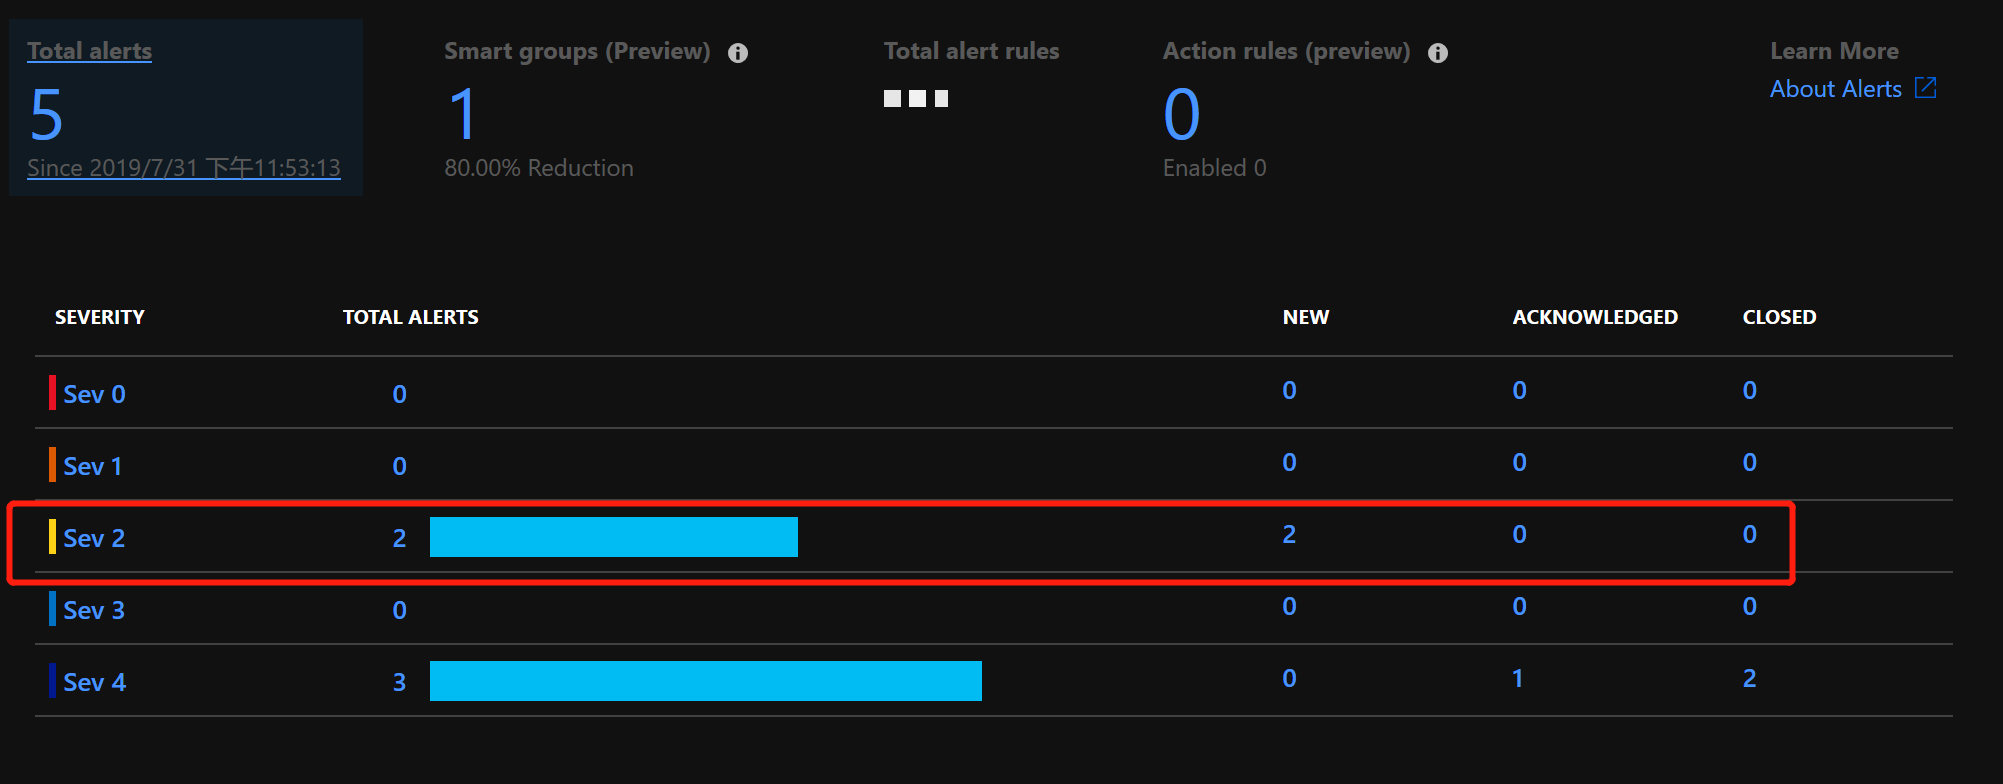 Total alerts
5
Since 2019/7/31 下午11:53:13
Smart groups (Preview)
1
80.00% Reduction
Total alert rules
Action rules (preview)
0
Enabled 0
Learn More
About Alerts
SEVERITY TOTAL ALERTS NEW ACKNOWLEDGED CLOSED
Sev 0 0 0 0 0
Sev 1 0 0 0 0
Sev 2 2 2 0 0
Sev 3 0 0 0 0
Sev 4 3 0 1 2